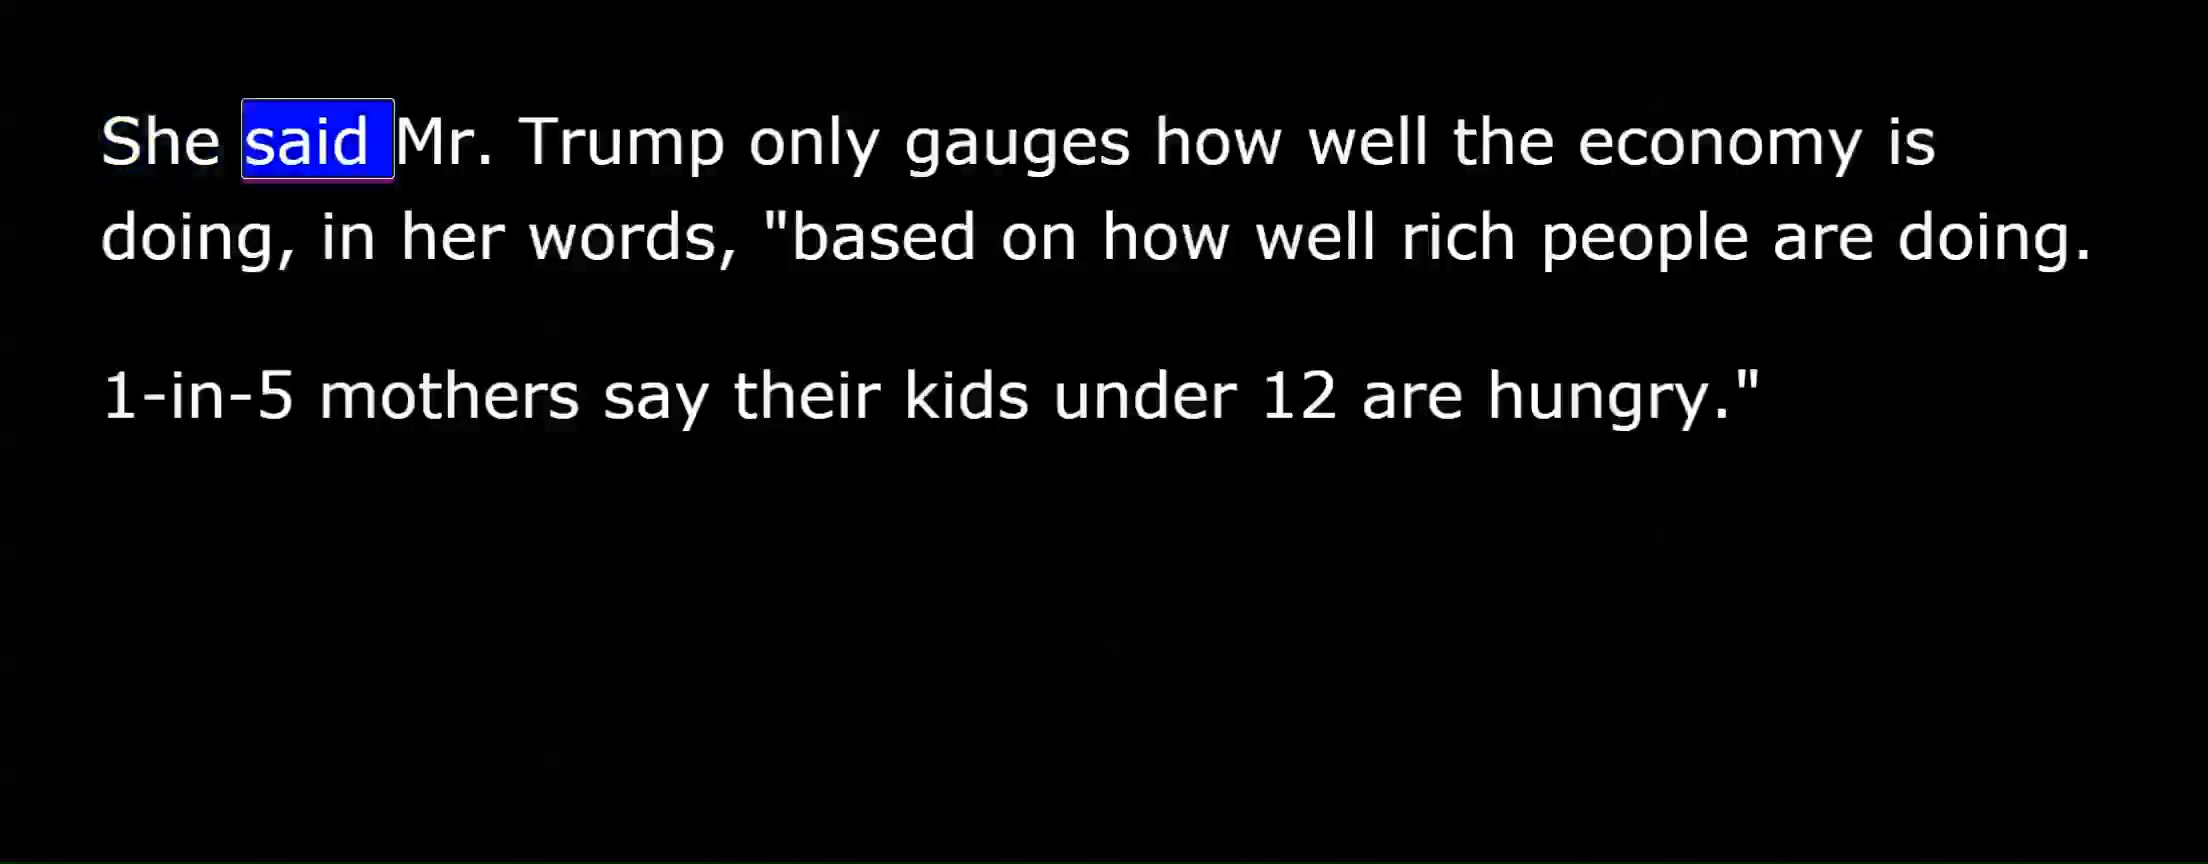 She said Mr. Trump only gauges how well the economy is
doing, in her words, "based on how well rich people are doing.
1-in-5 mothers say their kids under 12 are hungry."